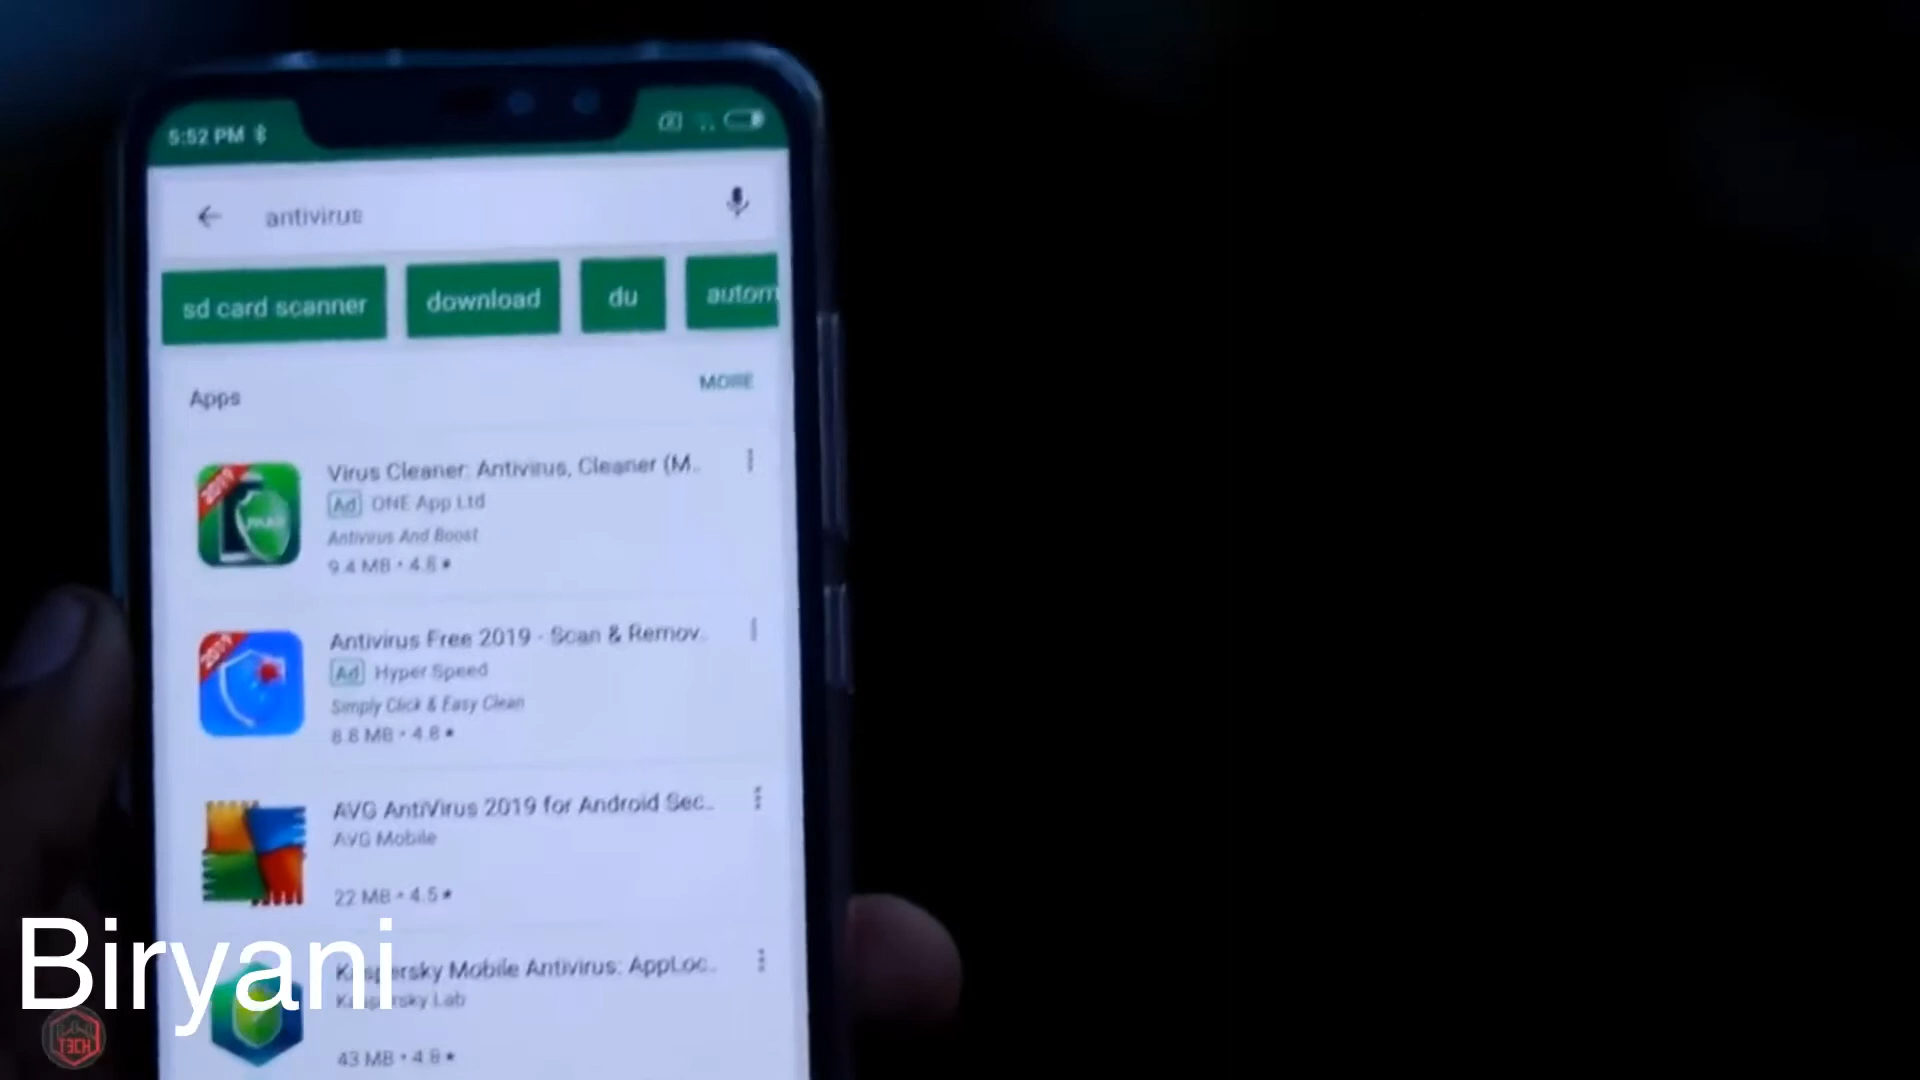 5:52 PM
antivirus
sd card scanner download du autom
Apps MORE
2019
Virus Cleaner: Antivirus, Cleaner (M..
Ad ONE App Ltd
Antivirus And Boost
9.4 MB • 4.8 ★
2019
Antivirus Free 2019 - Scan & Remov..
Ad Hyper Speed
Simply Click & Easy Clean
8.8 MB • 4.8 ★
AVG AntiVirus 2019 for Android Sec..
AVG Mobile
22 MB • 4.5 ★
Biryani
Kaspersky Mobile Antivirus: AppLoc..
Kaspersky Lab
43 MB • 4.8 ★
T3CH